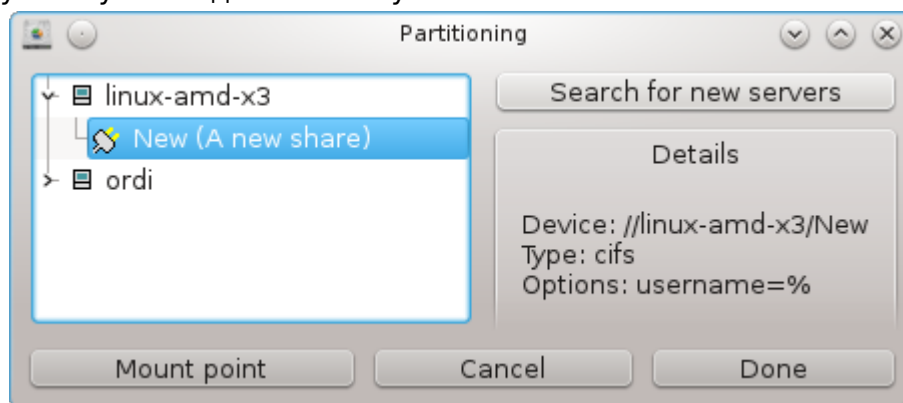 Partitioning
linux-amd-x3
New (A new share)
ordi
Search for new servers
Details
Device: //linux-amd-x3/New
Type: cifs
Options: username=%
Mount point
Cancel
Done